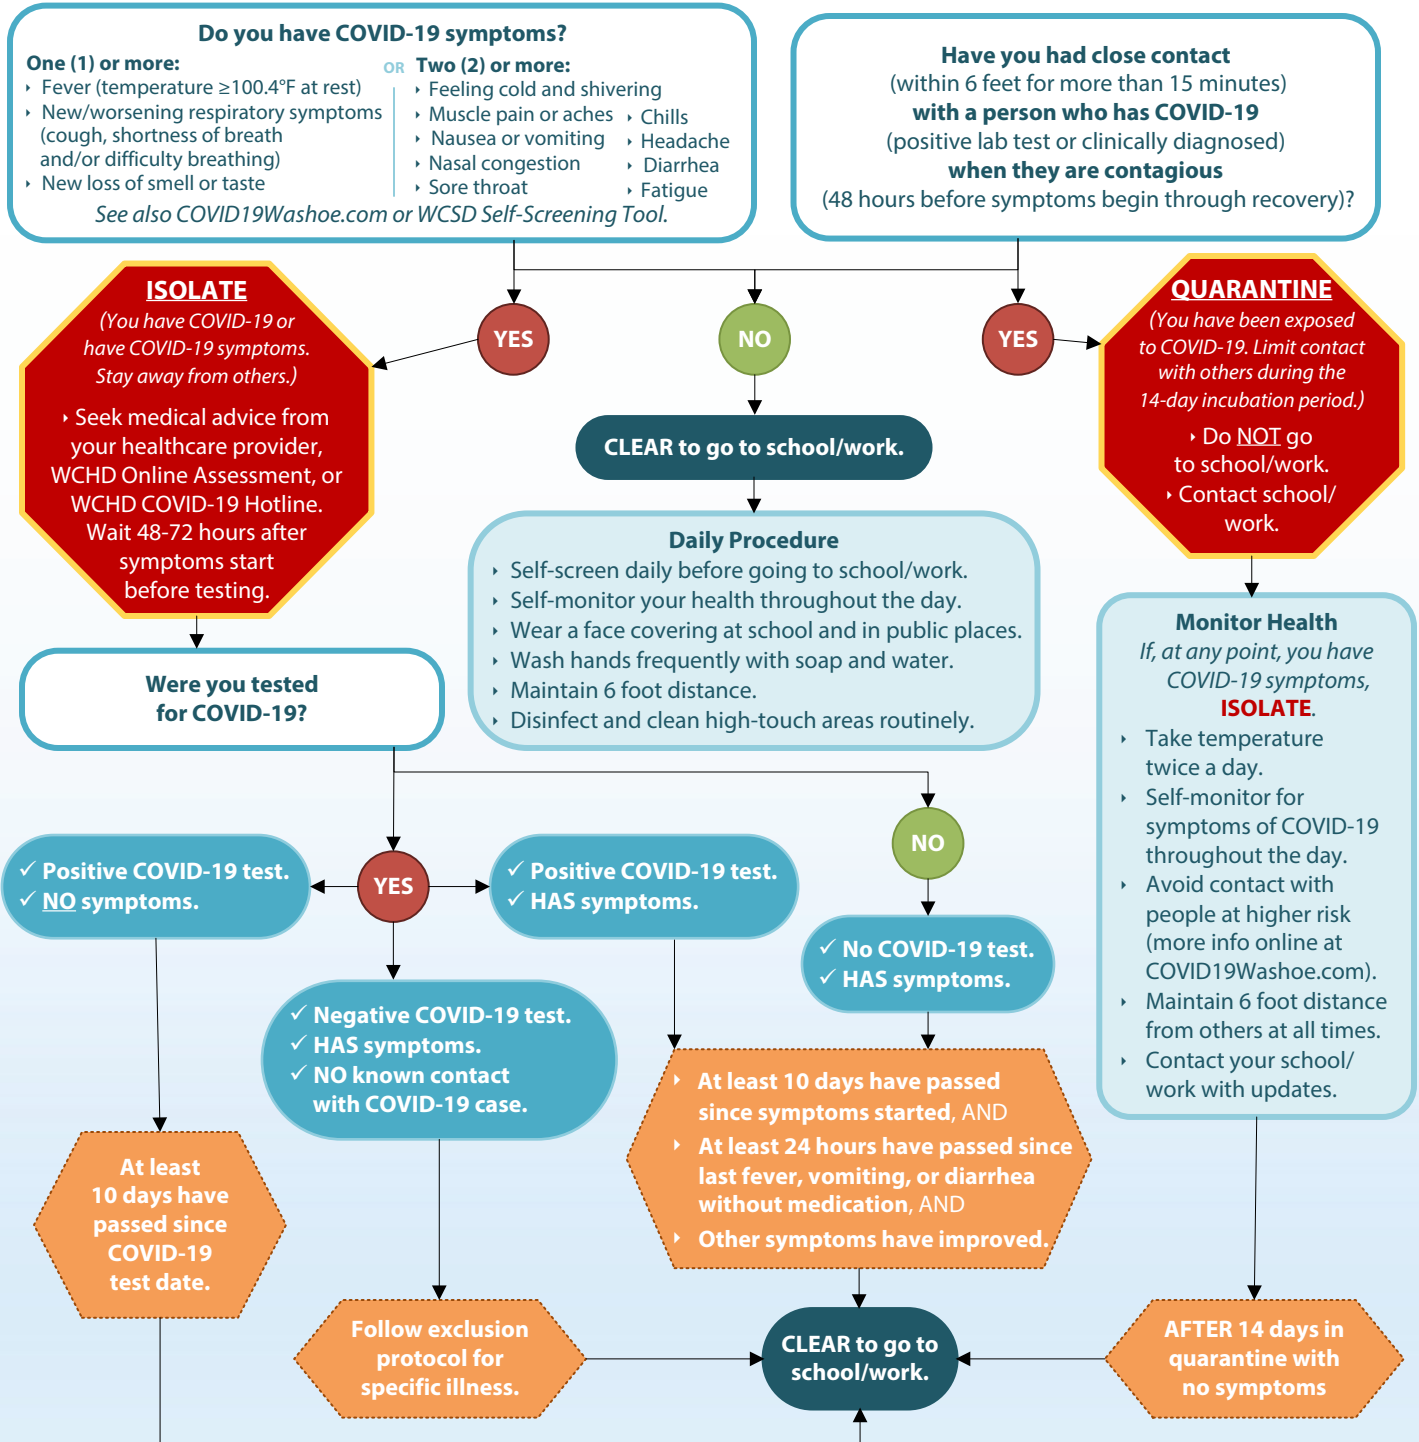 Do you have COVID-19 symptoms?
One (1) or more:
‣ Fever (temperature ≥100.4°F at rest)
‣ New/worsening respiratory symptoms
(cough, shortness of breath
and/or difficulty breathing)
‣ New loss of smell or taste
OR
Two (2) or more:
‣ Feeling cold and shivering
‣ Muscle pain or aches
‣ Nausea or vomiting
‣ Nasal congestion
‣ Sore throat
‣ Chills
‣ Headache
‣ Diarrhea
‣ Fatigue
See also COVID19Washoe.com or WCSD Self-Screening Tool.
Have you had close contact
(within 6 feet for more than 15 minutes)
with a person who has COVID-19
(positive lab test or clinically diagnosed)
when they are contagious
(48 hours before symptoms begin through recovery)?
ISOLATE
(You have COVID-19 or
have COVID-19 symptoms.
Stay away from others.)
‣ Seek medical advice from
your healthcare provider,
WCHD Online Assessment, or
WCHD COVID-19 Hotline.
Wait 48-72 hours after
symptoms start
before testing.
YES
NO
YES
QUARANTINE
(You have been exposed
to COVID-19. Limit contact
with others during the
14-day incubation period.)
‣ Do NOT go
to school/work.
‣ Contact school/
work.
CLEAR to go to school/work.
Daily Procedure
‣ Self-screen daily before going to school/work.
‣ Self-monitor your health throughout the day.
‣ Wear a face covering at school and in public places.
‣ Wash hands frequently with soap and water.
‣ Maintain 6 foot distance.
‣ Disinfect and clean high-touch areas routinely.
Monitor Health
If, at any point, you have
COVID-19 symptoms,
ISOLATE.
‣ Take temperature
twice a day.
‣ Self-monitor for
symptoms of COVID-19
throughout the day.
‣ Avoid contact with
people at higher risk
(more info online at
COVID19Washoe.com).
‣ Maintain 6 foot distance
from others at all times.
‣ Contact your school/
work with updates.
Were you tested
for COVID-19?
✓ Positive COVID-19 test.
✓ NO symptoms.
YES
✓ Positive COVID-19 test.
✓ HAS symptoms.
NO
✓ No COVID-19 test.
✓ HAS symptoms.
✓ Negative COVID-19 test.
✓ HAS symptoms.
✓ NO known contact
with COVID-19 case.
‣ At least 10 days have passed
since symptoms started, AND
‣ At least 24 hours have passed since
last fever, vomiting, or diarrhea
without medication, AND
‣ Other symptoms have improved.
At least
10 days have
passed since
COVID-19
test date.
Follow exclusion
protocol for
specific illness.
CLEAR to go to
school/work.
AFTER 14 days in
quarantine with
no symptoms